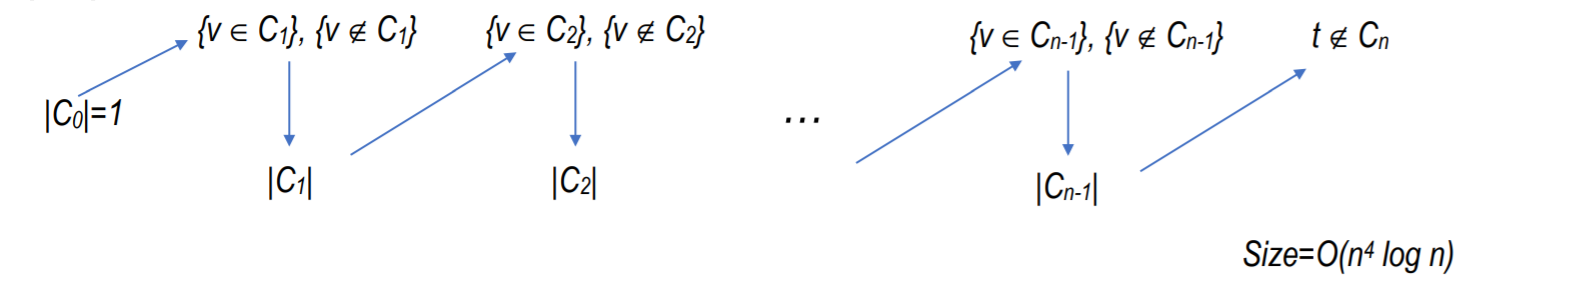 {v ∈ C₁}, {v ∉ C₁} {v ∈ C₂}, {v ∉ C₂} {v ∈ Cₙ₋₁}, {v ∉ Cₙ₋₁} t ∉ Cₙ
|C₀|=1
...
|C₁| |C₂| |Cₙ₋₁|
Size=O(n⁴ log n)